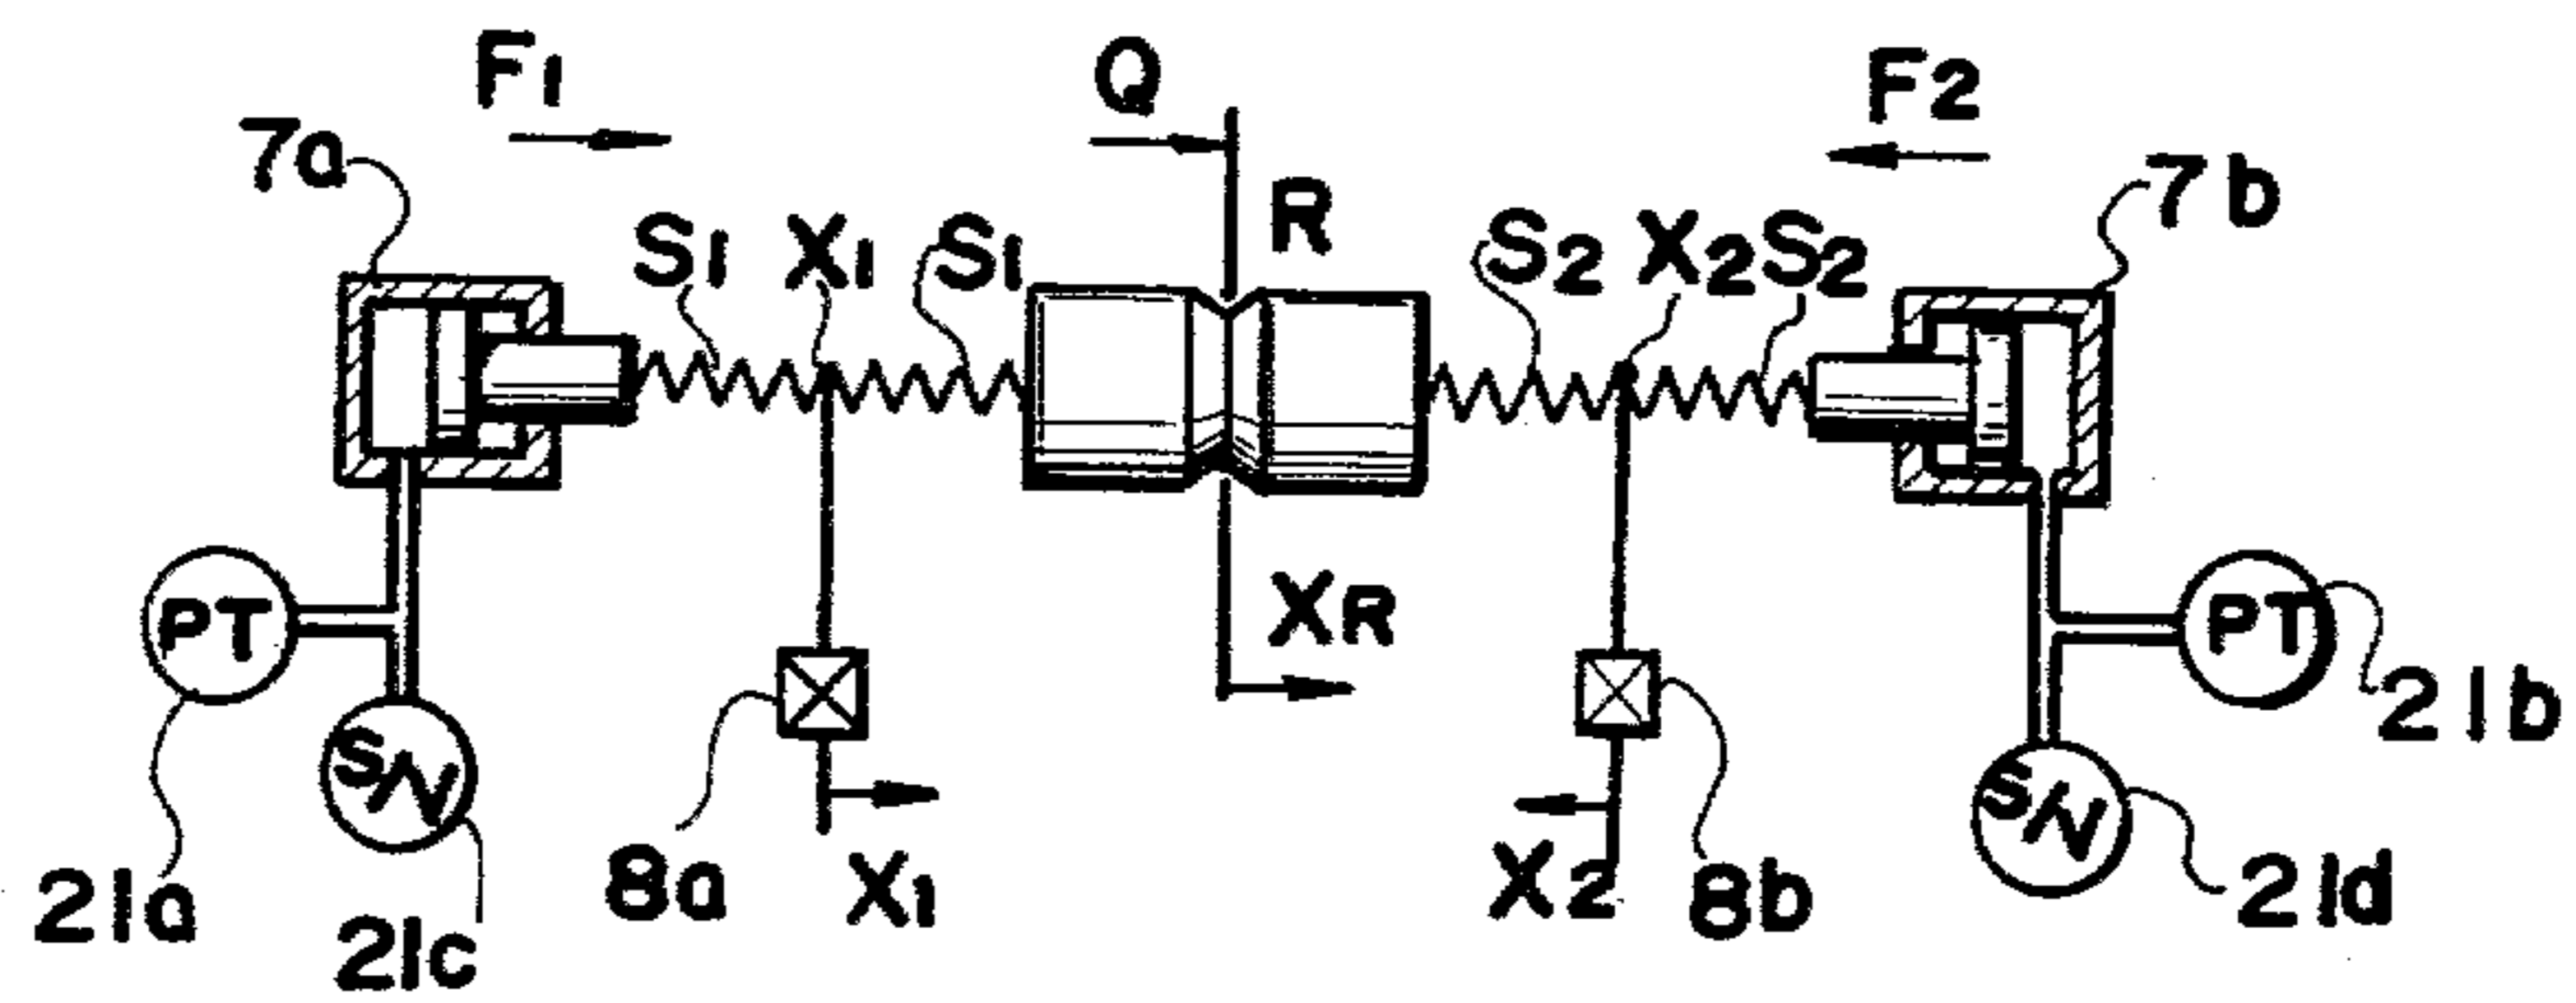 F1 Q F2
7a 7b
S1 X1 S1 R S2 X2 S2
XR
PT PT
S/V S/V
21a 21c 8a X1 X2 8b 21d 21b